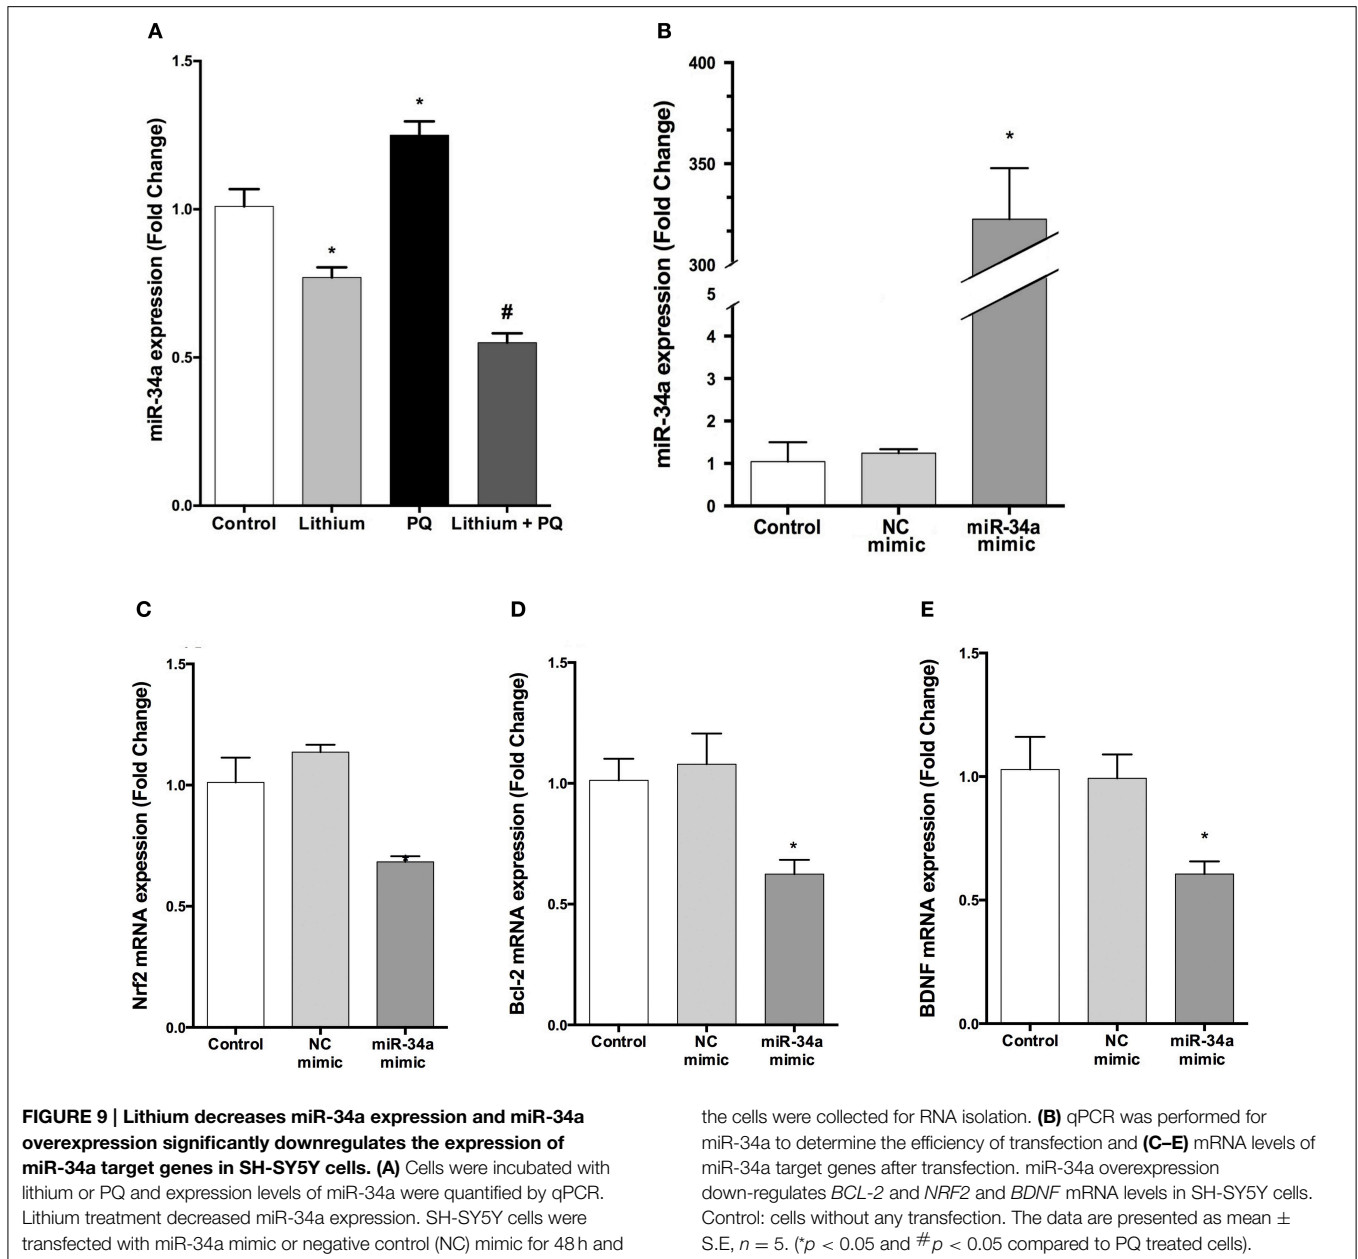 A
miR-34a expression (Fold Change)
1.5
1.0
0.5
0.0
*
*
#
Control Lithium PQ Lithium + PQ
B
miR-34a expression (Fold Change)
400
350
300
5
4
3
2
1
0
*
Control NC mimic miR-34a mimic
C
Nrf2 mRNA expession (Fold Change)
1.5
1.0
0.5
0.0
*
Control NC mimic miR-34a mimic
D
Bcl-2 mRNA expression (Fold Change)
1.5
1.0
0.5
0.0
*
Control NC mimic miR-34a mimic
E
BDNF mRNA expression (Fold Change)
1.5
1.0
0.5
0.0
*
Control NC mimic miR-34a mimic
FIGURE 9 | Lithium decreases miR-34a expression and miR-34a
overexpression significantly downregulates the expression of
miR-34a target genes in SH-SY5Y cells. (A) Cells were incubated with
lithium or PQ and expression levels of miR-34a were quantified by qPCR.
Lithium treatment decreased miR-34a expression. SH-SY5Y cells were
transfected with miR-34a mimic or negative control (NC) mimic for 48 h and
the cells were collected for RNA isolation. (B) qPCR was performed for
miR-34a to determine the efficiency of transfection and (C–E) mRNA levels of
miR-34a target genes after transfection. miR-34a overexpression
down-regulates BCL-2 and NRF2 and BDNF mRNA levels in SH-SY5Y cells.
Control: cells without any transfection. The data are presented as mean ±
S.E, n = 5. (*p < 0.05 and #p < 0.05 compared to PQ treated cells).